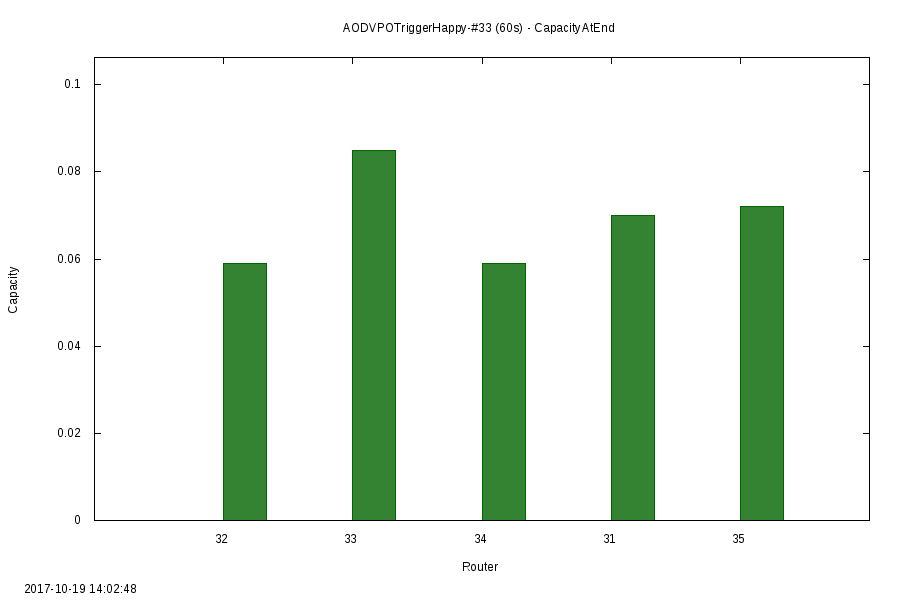 AODVPOTriggerHappy-#33 (60s) - CapacityAtEnd
0.1
0.08
0.06
0.04
0.02
0
Capacity
32 33 34 31 35
Router
2017-10-19 14:02:48